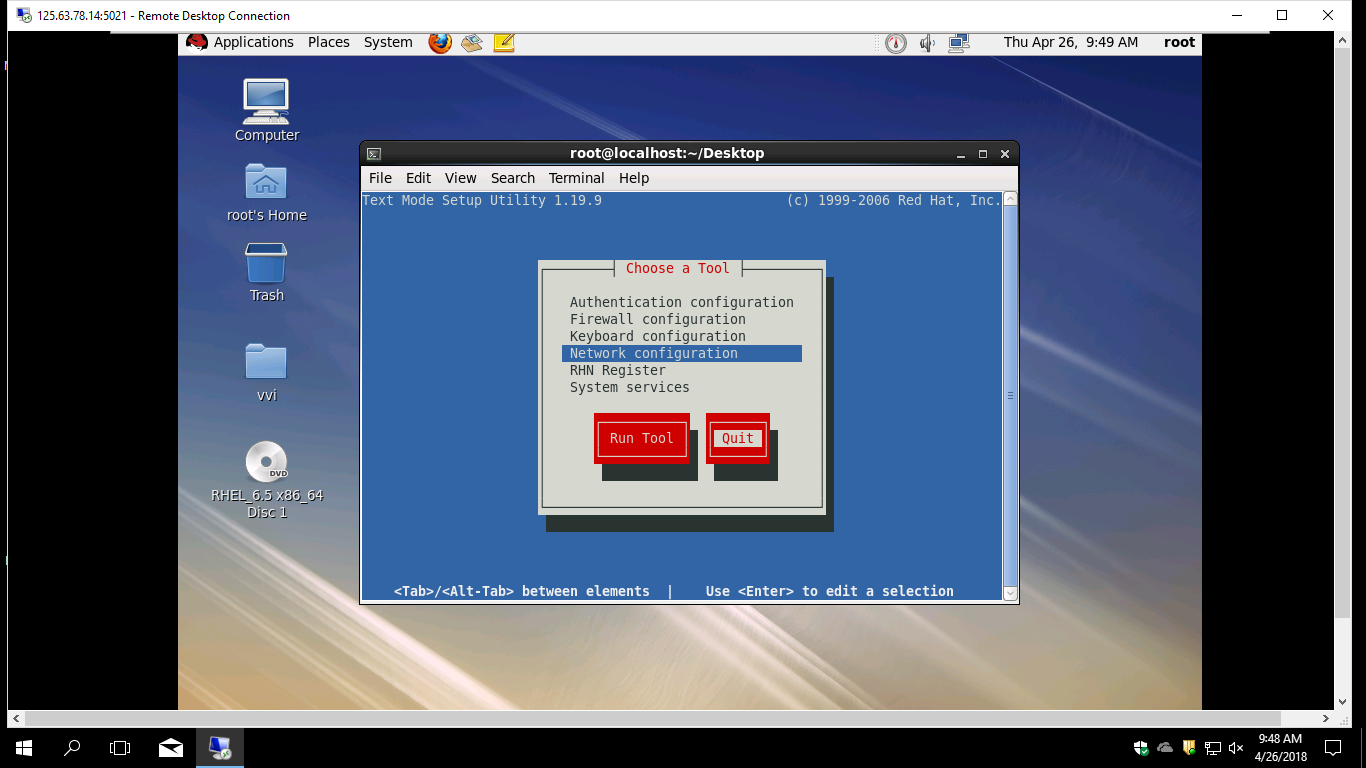 125.63.78.14:5021 - Remote Desktop Connection
Applications Places System Thu Apr 26, 9:49 AM root
Computer
root's Home
Trash
vvi
DVD
RHEL_6.5 x86_64
Disc 1
root@localhost:~/Desktop
File Edit View Search Terminal Help
Text Mode Setup Utility 1.19.9 (c) 1999-2006 Red Hat, Inc.
Choose a Tool
Authentication configuration
Firewall configuration
Keyboard configuration
Network configuration
RHN Register
System services
Run Tool Quit
<Tab>/<Alt-Tab> between elements | Use <Enter> to edit a selection
9:48 AM
4/26/2018